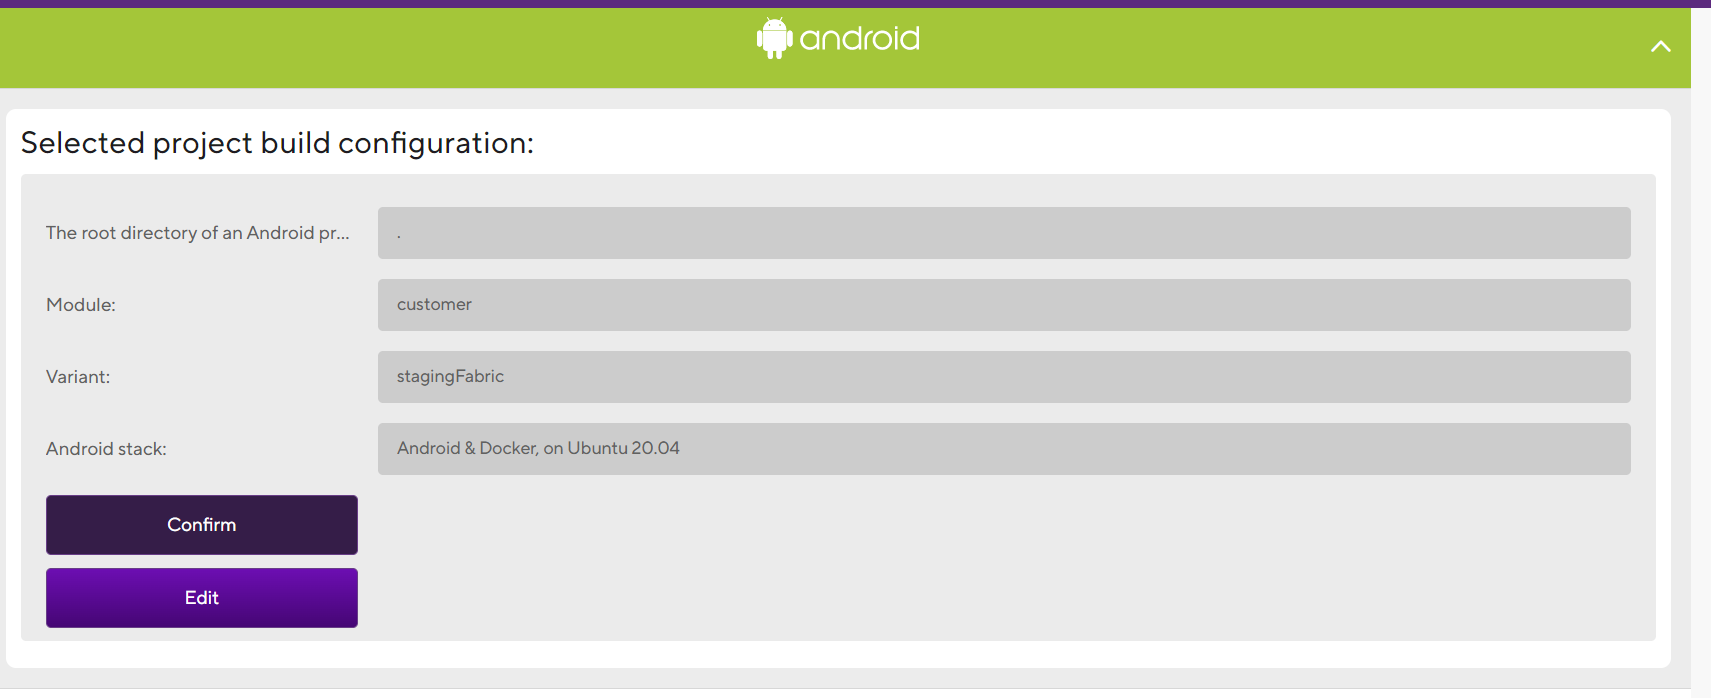 android
Selected project build configuration:
The root directory of an Android pr... .
Module: customer
Variant: stagingFabric
Android stack: Android & Docker, on Ubuntu 20.04
Confirm
Edit